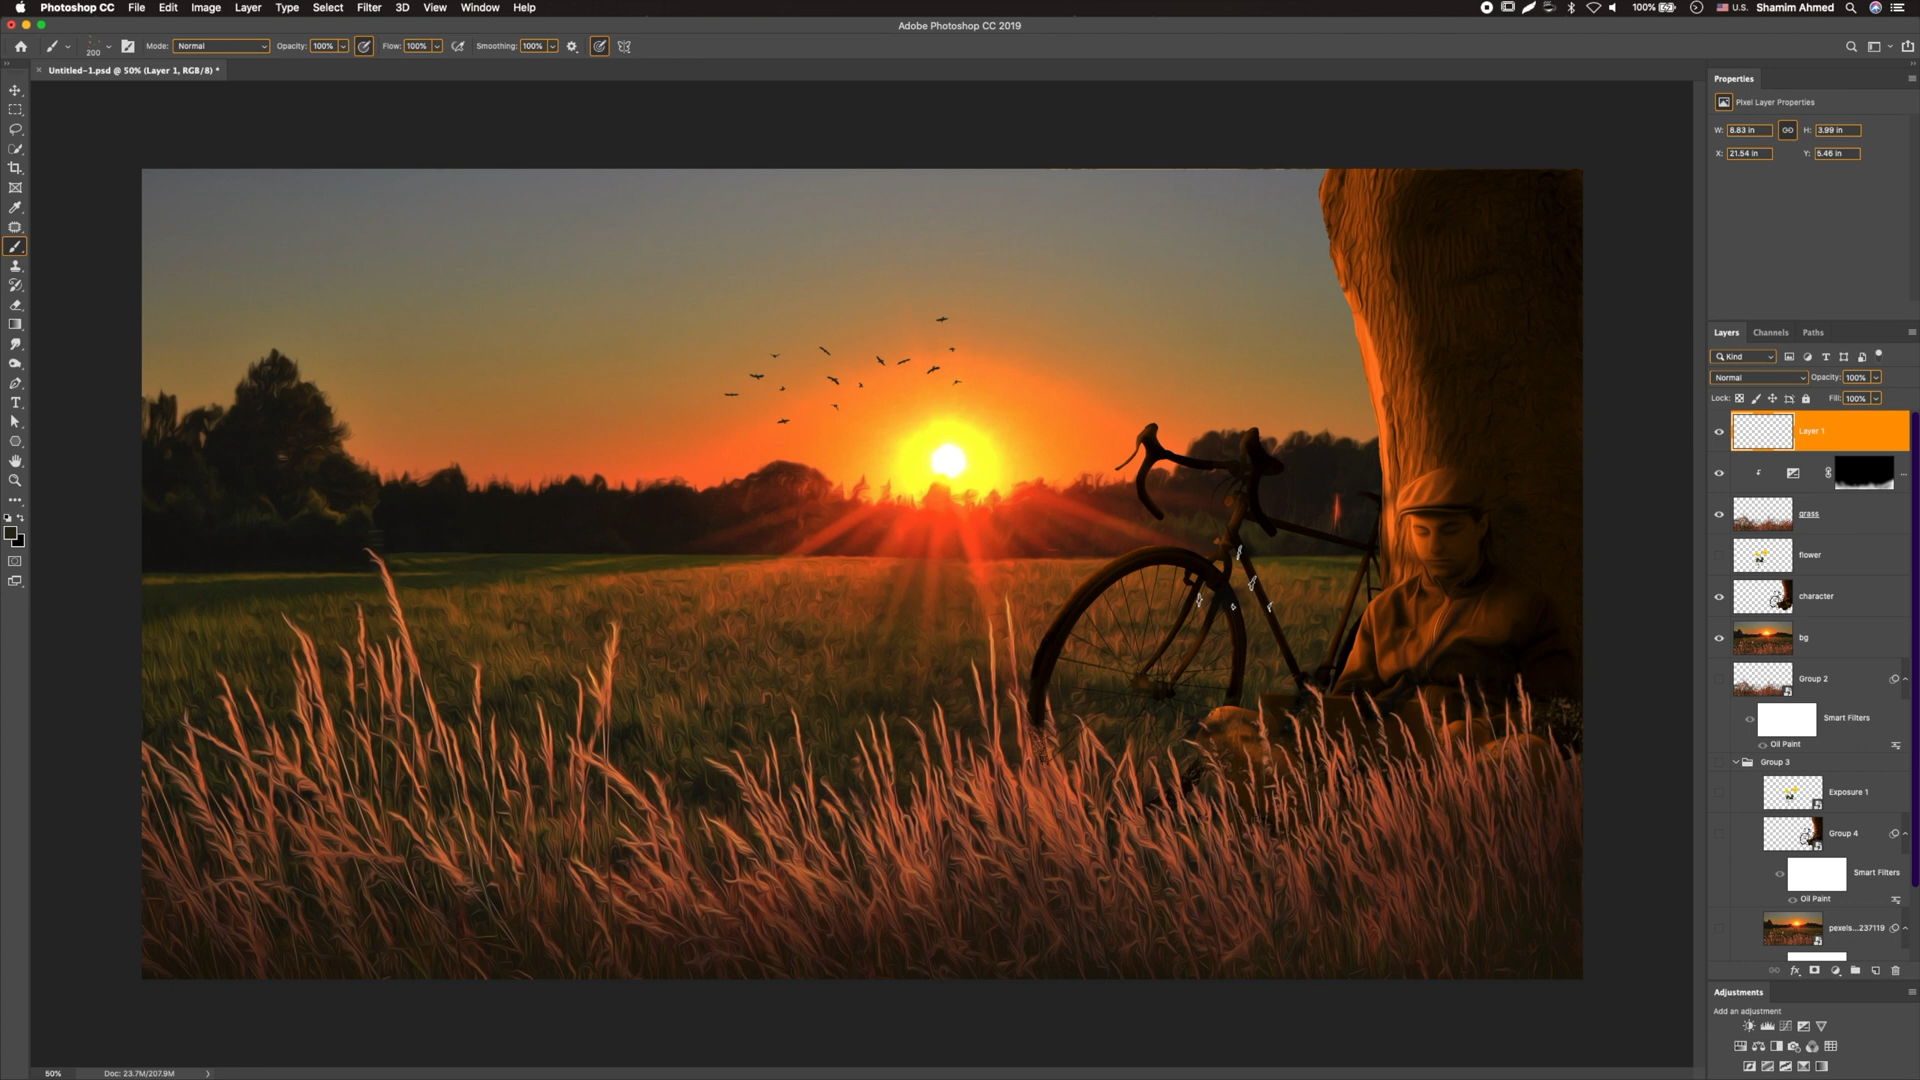 Photoshop CC File Edit Image Layer Type Select Filter 3D View Window Help 100% U.S. Shamim Ahmed
Adobe Photoshop CC 2019
200 Mode: Normal Opacity: 100% Flow: 100% Smoothing: 100%
Untitled-1.psd @ 50% (Layer 1, RGB/8) *
Properties
Pixel Layer Properties
W: 8.83 in H: 3.99 in
X: 21.54 in Y: 5.46 in
Layers Channels Paths
Kind
Normal Opacity: 100%
Lock: Fill: 100%
Layer 1
grass
flower
character
bg
Group 2
Smart Filters
Oil Paint
Group 3
Exposure 1
Group 4
Smart Filters
Oil Paint
pexels...237119
Adjustments
Add an adjustment
50% Doc: 23.7M/207.9M